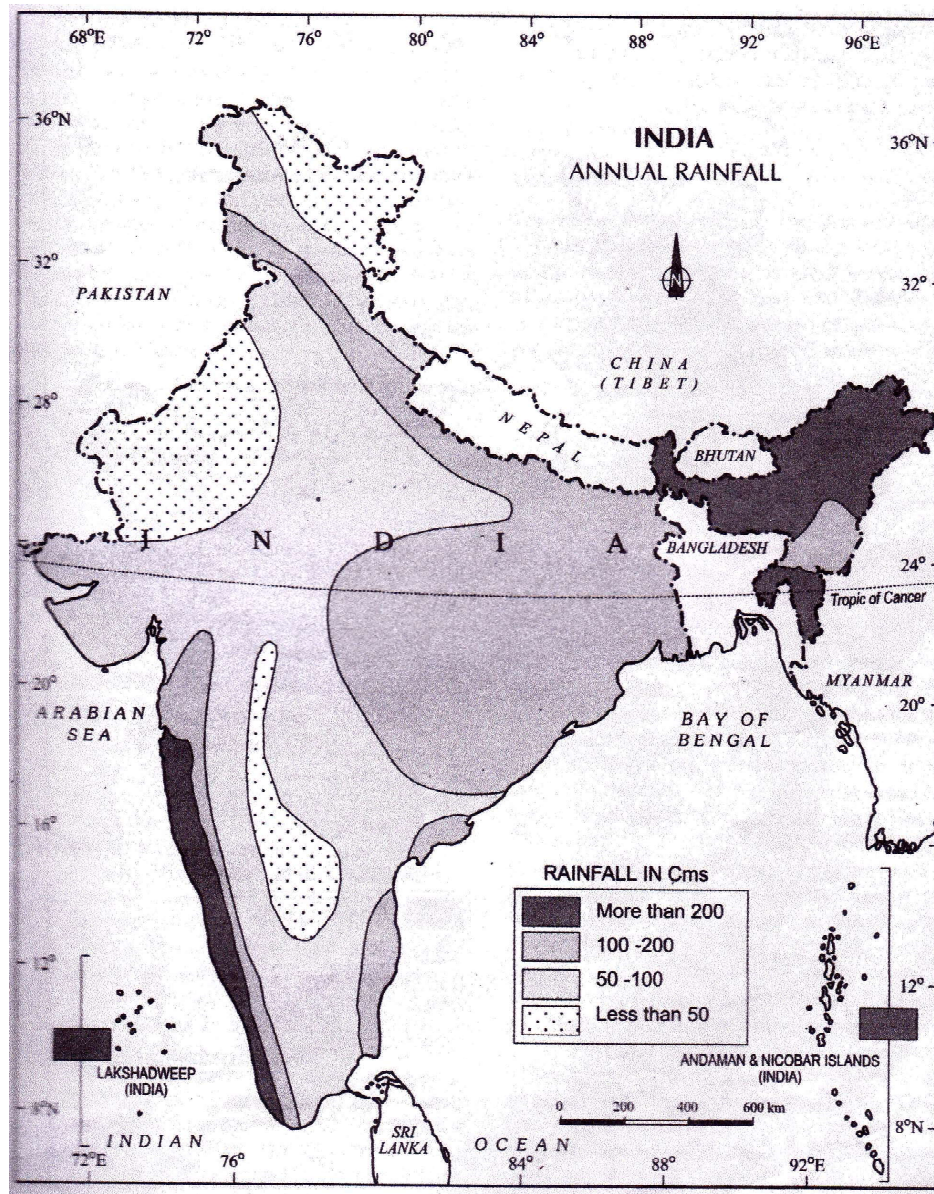 68°E 72° 76° 80° 84° 88° 92° 96°E
36°N
INDIA
ANNUAL RAINFALL
36°N
N
32°
32°
PAKISTAN
CHINA
(TIBET)
28°
NEPAL
BHUTAN
INDIA
BANGLADESH
24°
Tropic of Cancer
20°
MYANMAR
20°
ARABIAN
SEA
BAY OF
BENGAL
16°
RAINFALL IN Cms
More than 200
100 -200
50 -100
Less than 50
12°
12°
LAKSHADWEEP
(INDIA)
ANDAMAN & NICOBAR ISLANDS
(INDIA)
0 200 400 600 km
8°N
8°N
INDIAN
SRI
LANKA
OCEAN
72°E 76° 84° 88° 92°E